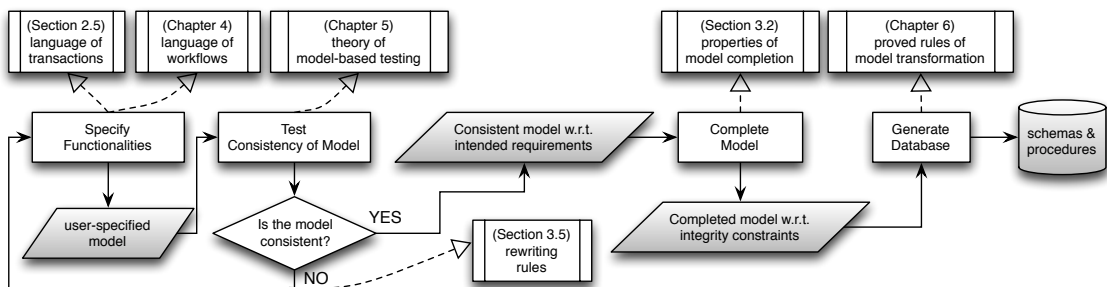 (Section 2.5)
language of
transactions
(Chapter 4)
language of
workflows
(Chapter 5)
theory of
model-based testing
(Section 3.2)
properties of
model completion
(Chapter 6)
proved rules of
model transformation
Specify
Functionalities
Test
Consistency of Model
Consistent model w.r.t.
intended requirements
Complete
Model
Generate
Database
schemas &
procedures
user-specified
model
Is the model
consistent?
YES
NO
(Section 3.5)
rewriting
rules
Completed model w.r.t.
integrity constraints